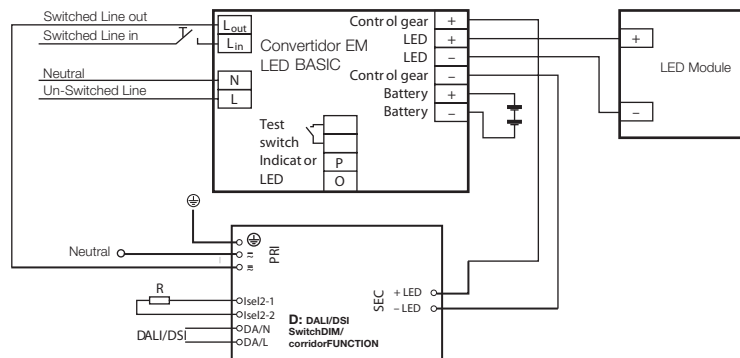 Switched Line out
Switched Line in
Neutral
Un-Switched Line
Lout
Lin
N
L
Convertidor EM
LED BASIC
Control gear +
LED +
LED –
Control gear –
Battery +
Battery –
Test
switch
Indicator
LED
P
O
+
LED Module
–
Neutral
PRI
R
Isel2-1
Isel2-2
DALI/DSI
DA/N
DA/L
D: DALI/DSI
SwitchDIM/
corridorFUNCTION
SEC
+ LED
– LED